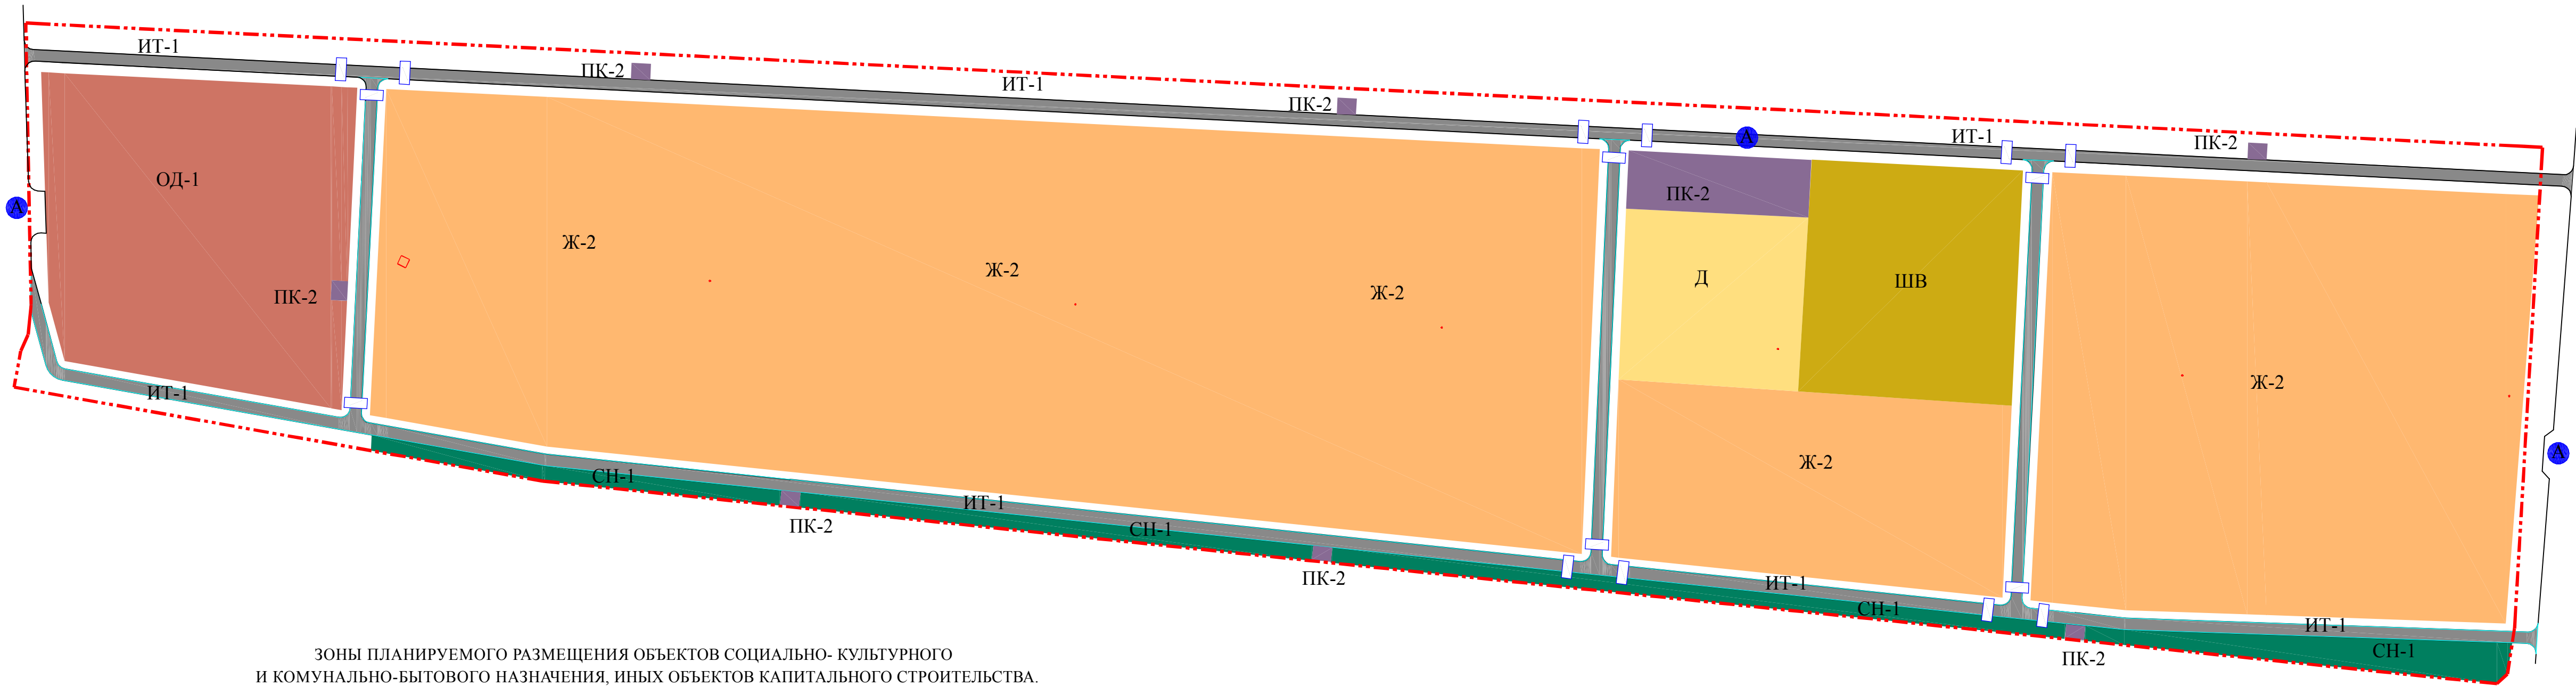 ИТ-1
ПК-2
ИТ-1
ПК-2
А
ИТ-1
ПК-2
ОД-1
ПК-2
А
Ж-2
Ж-2
Ж-2
Д
ШВ
ПК-2
Ж-2
Ж-2
А
ИТ-1
СН-1
ИТ-1
ПК-2
СН-1
ПК-2
ИТ-1
СН-1
ИТ-1
ПК-2
СН-1
ЗОНЫ ПЛАНИРУЕМОГО РАЗМЕЩЕНИЯ ОБЪЕКТОВ СОЦИАЛЬНО- КУЛЬТУРНОГО
И КОМУНАЛЬНО-БЫТОВОГО НАЗНАЧЕНИЯ, ИНЫХ ОБЪЕКТОВ КАПИТАЛЬНОГО СТРОИТЕЛЬСТВА.